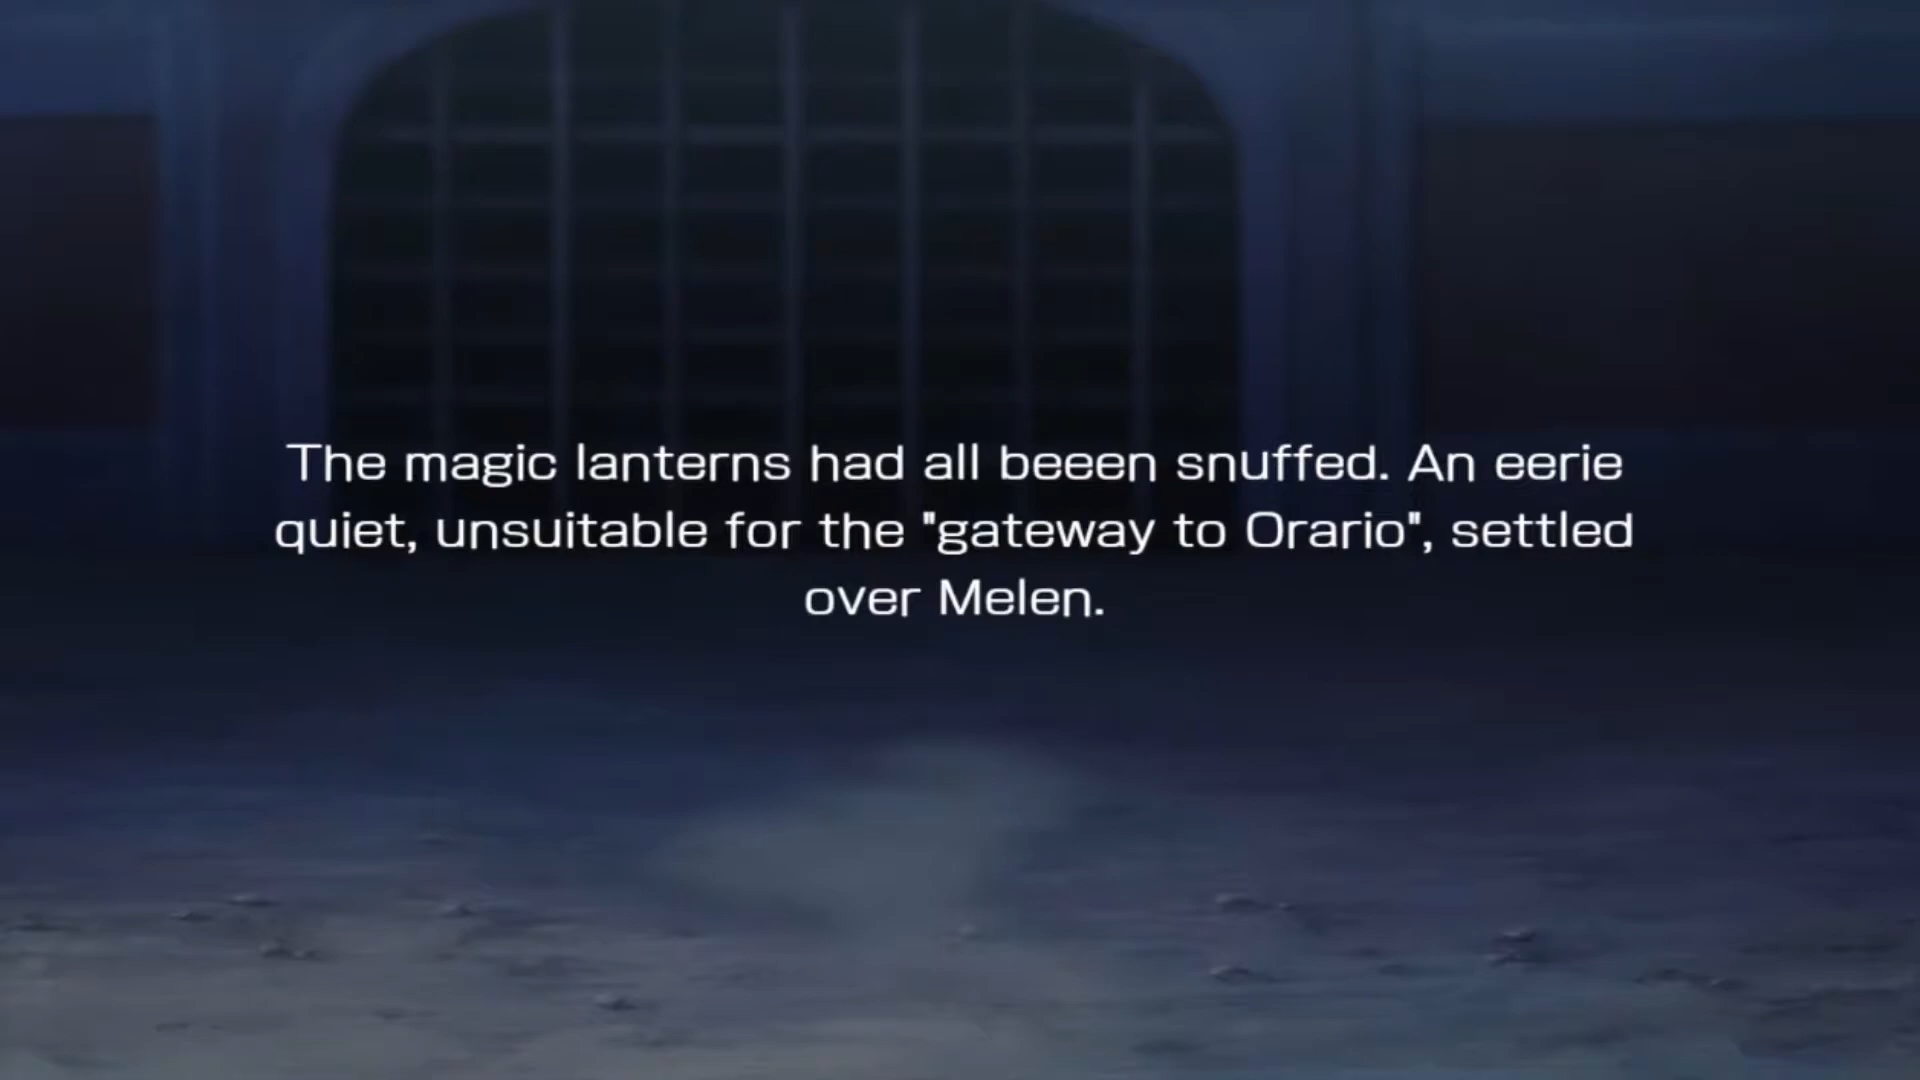 The magic lanterns had all beeen snuffed. An eerie
quiet, unsuitable for the "gateway to Orario", settled
over Melen.